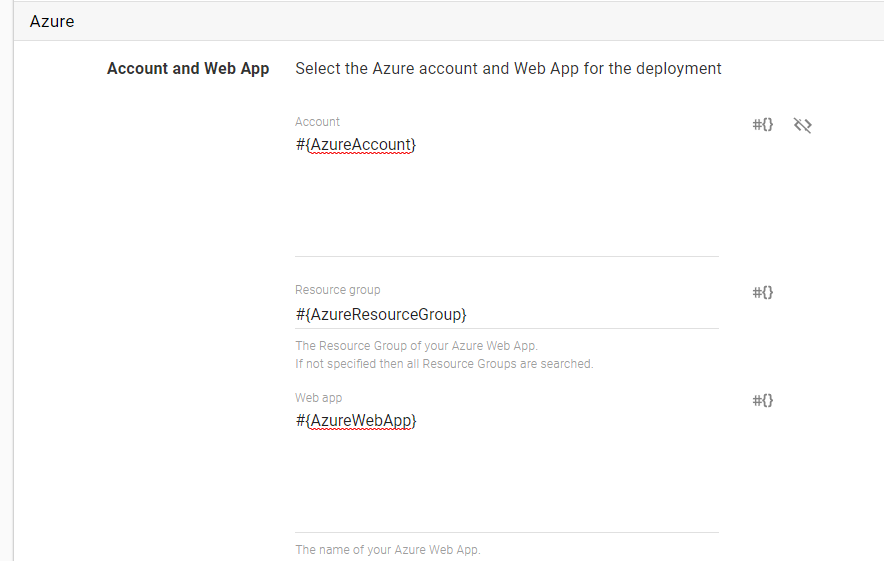 Azure
Account and Web App Select the Azure account and Web App for the deployment
Account
#{}
#{AzureAccount}
Resource group
#{}
#{AzureResourceGroup}
The Resource Group of your Azure Web App.
If not specified then all Resource Groups are searched.
Web app
#{}
#{AzureWebApp}
The name of your Azure Web App.